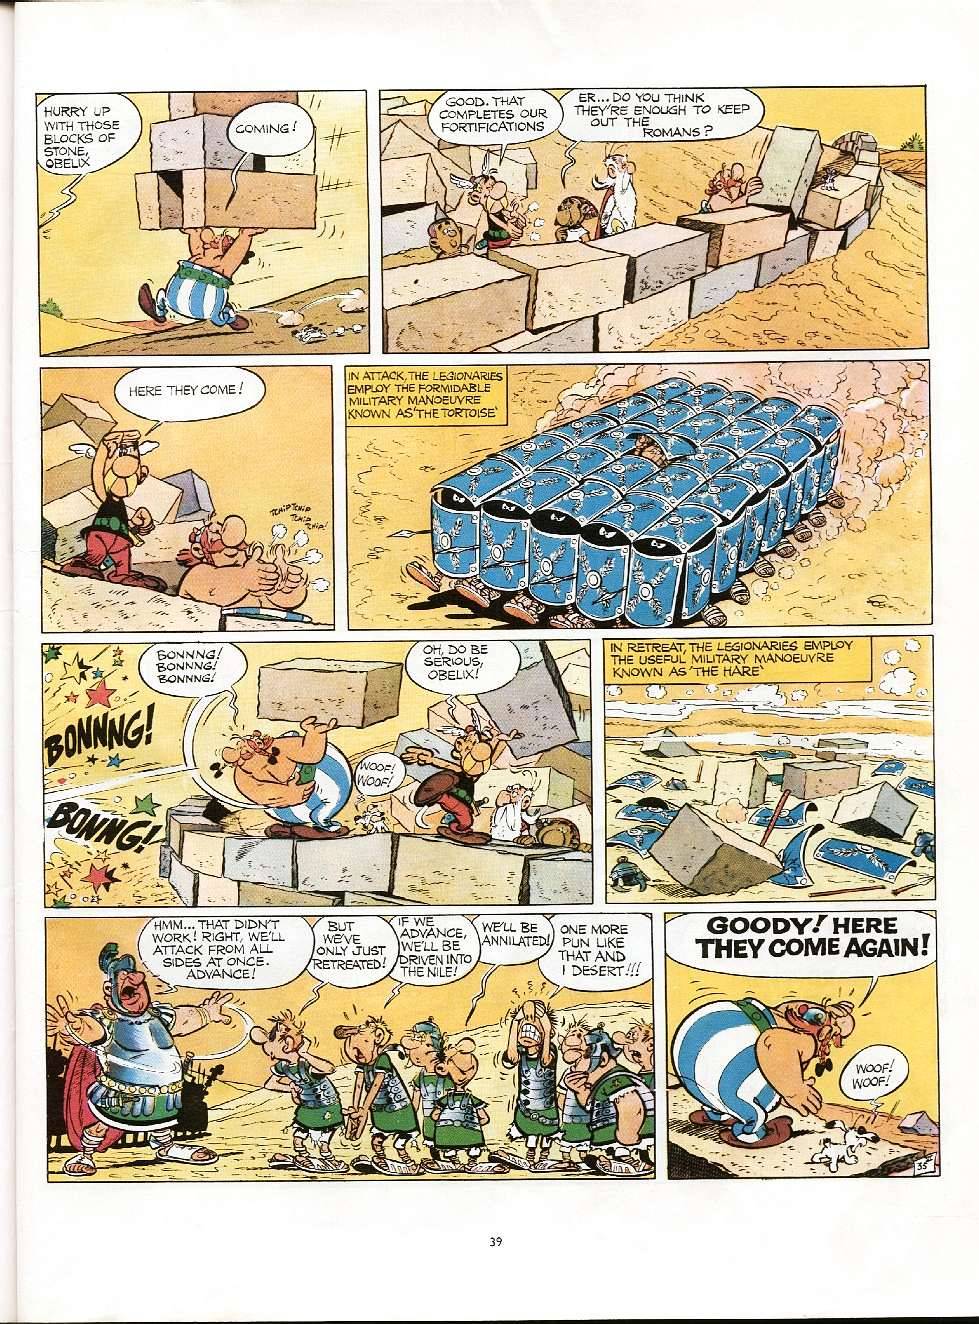 HURRY UP
WITH THOSE
BLOCKS OF
STONE,
OBELIX
COMING!
GOOD. THAT
COMPLETES OUR
FORTIFICATIONS
ER... DO YOU THINK
THEY'RE ENOUGH TO KEEP
OUT THE
ROMANS?
HERE THEY COME!
TCHIP TCHIP
TCHIP
TCHIP!
IN ATTACK, THE LEGIONARIES
EMPLOY THE FORMIDABLE
MILITARY MANOEUVRE
KNOWN AS 'THE TORTOISE'
BONNNG!
BONNG!
BONNNG!
BONNNG!
BONNNG!
WOOF!
WOOF!
OH, DO BE
SERIOUS,
OBELIX!
IN RETREAT, THE LEGIONARIES EMPLOY
THE USEFUL MILITARY MANOEUVRE
KNOWN AS 'THE HARE'
HMM... THAT DIDN'T
WORK! RIGHT, WE'LL
ATTACK FROM ALL
SIDES AT ONCE.
ADVANCE!
BUT
WE'VE
ONLY JUST
RETREATED!
IF WE
ADVANCE,
WE'LL BE
DRIVEN INTO
THE NILE!
WE'LL BE
ANNILATED!
ONE MORE
PUN LIKE
THAT AND
I DESERT!!!
GOODY! HERE
THEY COME AGAIN!
WOOF!
WOOF!
35
39